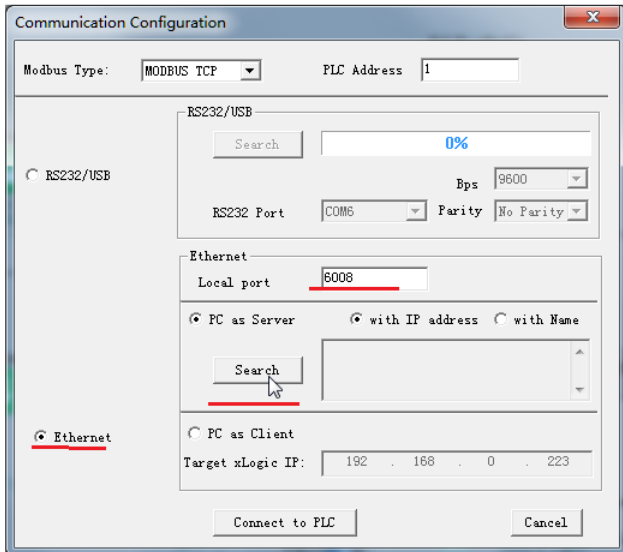 Communication Configuration
Modbus Type: MODBUS TCP PLC Address 1
RS232/USB
Search 0%
RS232/USB
Bps 9600
RS232 Port COM6 Parity No Parity
Ethernet
Local port 6008
PC as Server with IP address with Name
Search
Ethernet
PC as Client
Target xLogic IP: 192 . 168 . 0 . 223
Connect to PLC Cancel